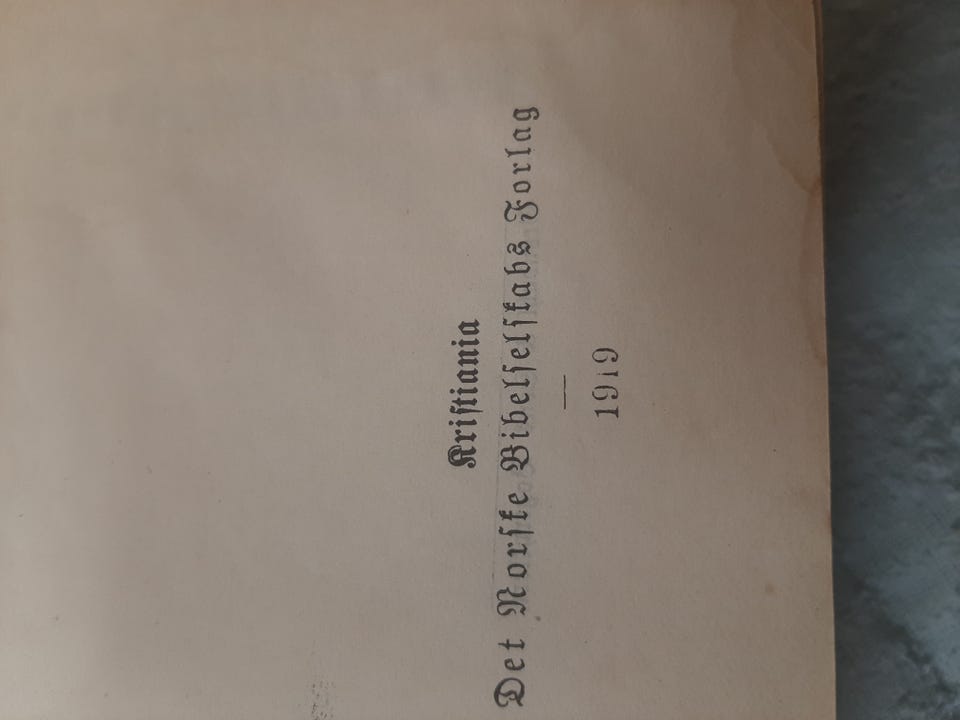 Kristiania
Det Norske Bibelselskabs Forlag
1919